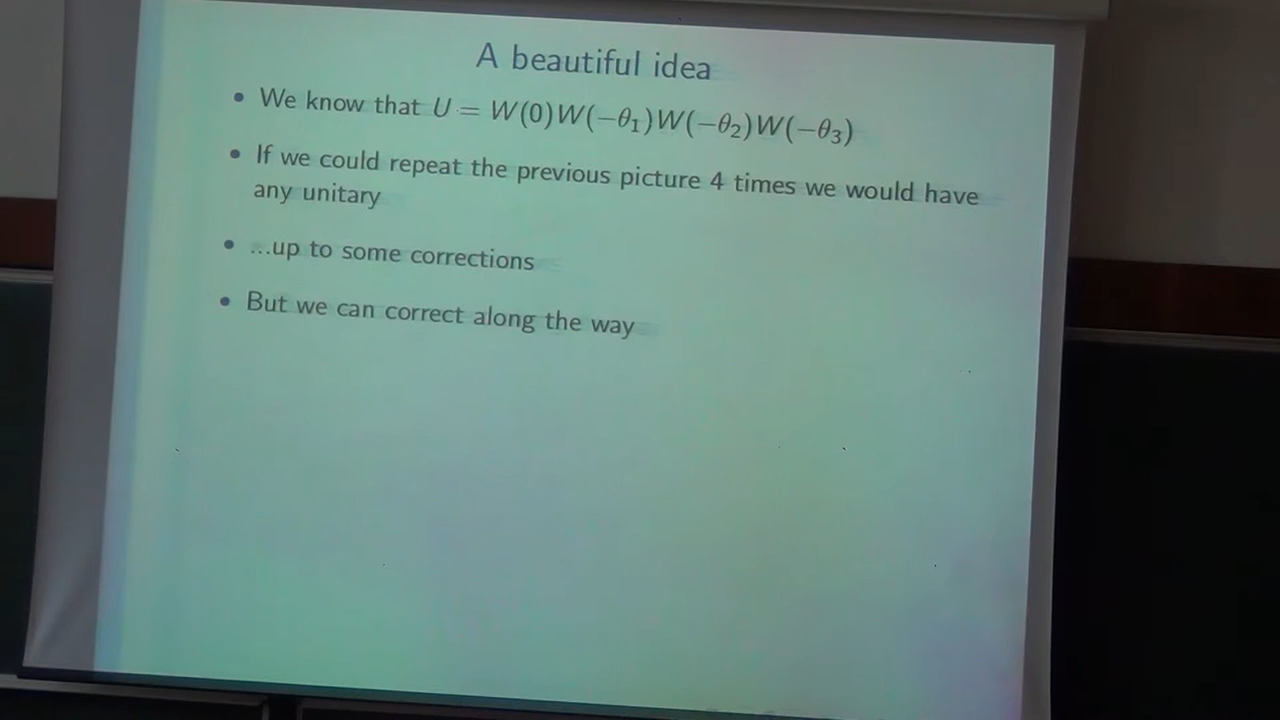 A beautiful idea
• We know that U = W(0)W(−θ₁)W(−θ₂)W(−θ₃)
• If we could repeat the previous picture 4 times we would have
any unitary
• ...up to some corrections
• But we can correct along the way